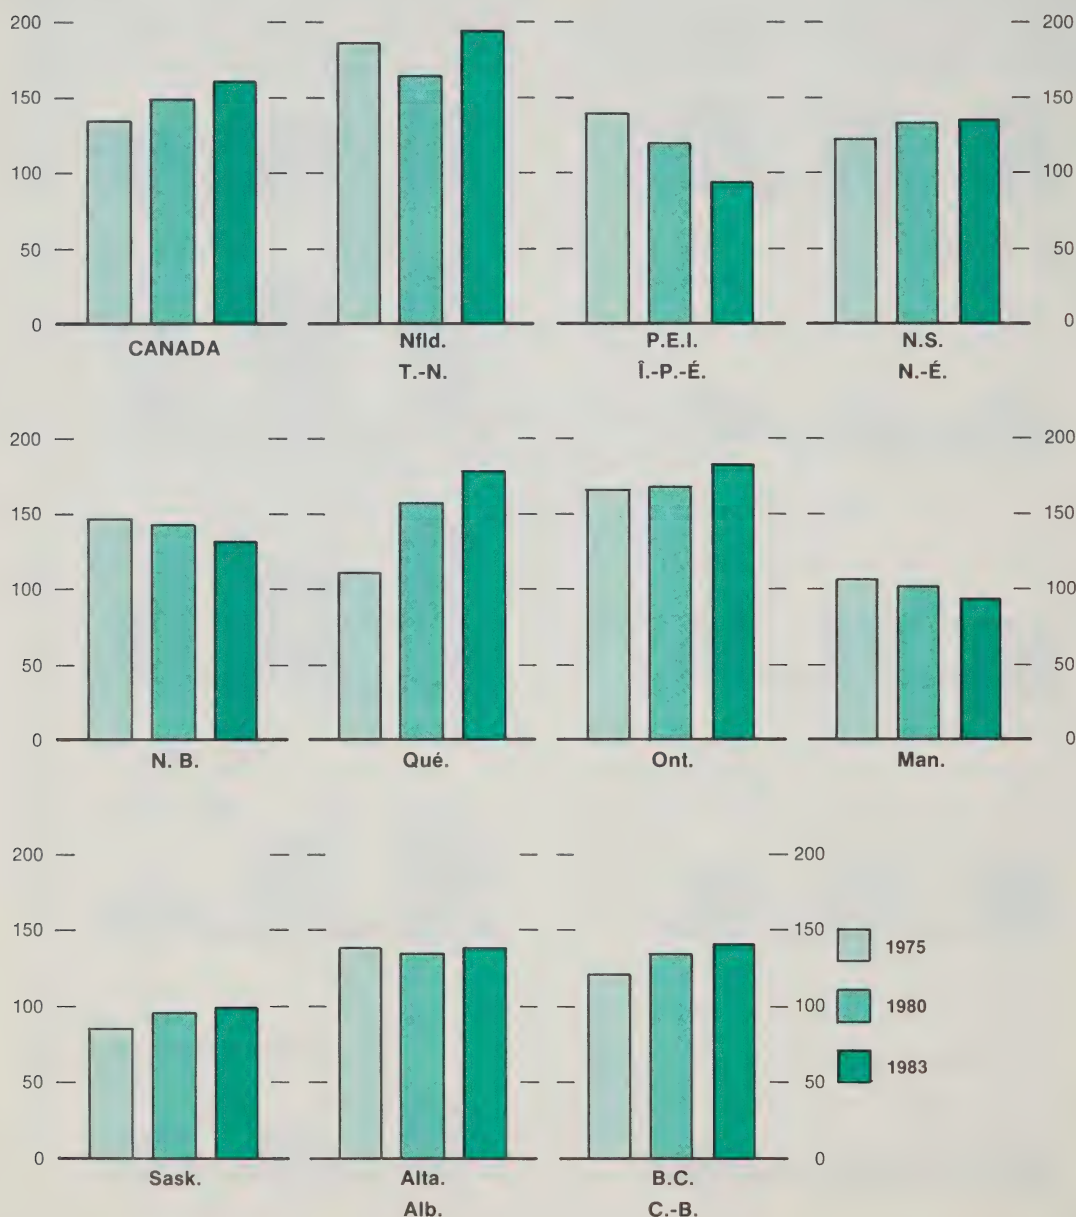 200 200
150 150
100 100
50 50
0 0
CANADA Nfld. P.E.I. N.S.
T.-N. Î.-P.-É. N.-É.
200 200
150 150
100 100
50 50
0 0
N. B. Qué. Ont. Man.
200 200
150 150 1975
100 100 1980
50 50 1983
0 0
Sask. Alta. B.C.
Alb. C.-B.